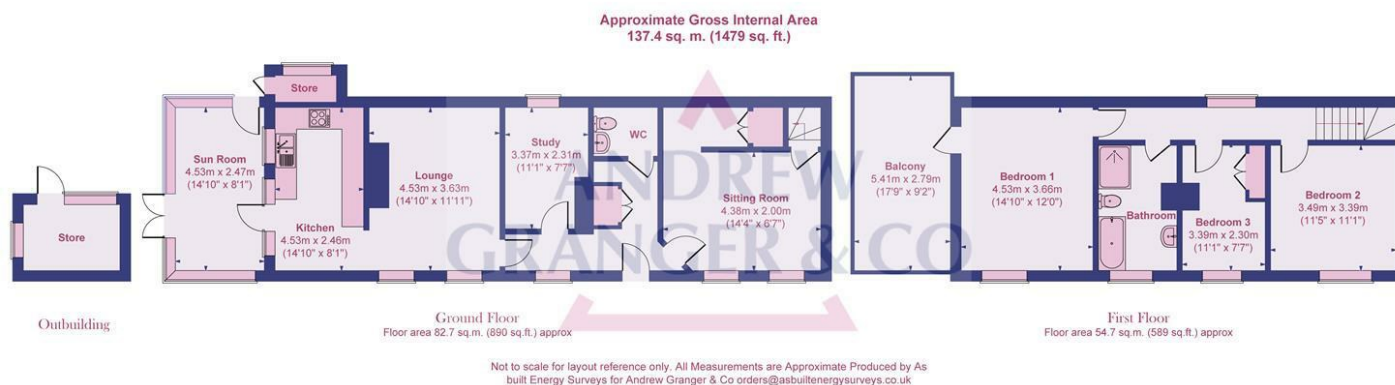 Approximate Gross Internal Area
137.4 sq. m. (1479 sq. ft.)
Store
Sun Room
4.53m x 2.47m
(14'10" x 8'1")
Store
Kitchen
4.53m x 2.46m
(14'10" x 8'1")
Lounge
4.53m x 3.63m
(14'10" x 11'11")
Study
3.37m x 2.31m
(11'1" x 7'7")
WC
Sitting Room
4.38m x 2.00m
(14'4" x 6'7")
Balcony
5.41m x 2.79m
(17'9" x 9'2")
Bedroom 1
4.53m x 3.66m
(14'10" x 12'0")
Bathroom
Bedroom 3
3.39m x 2.30m
(11'1" x 7'7")
Bedroom 2
3.49m x 3.39m
(11'5" x 11'1")
ANDREW
GRANGER & CO
Outbuilding
Ground Floor
Floor area 82.7 sq.m. (890 sq.ft.) approx
First Floor
Floor area 54.7 sq.m. (589 sq.ft.) approx
Not to scale for layout reference only. All Measurements are Approximate Produced by As
built Energy Surveys for Andrew Granger & Co orders@asbuiltenergysurveys.co.uk